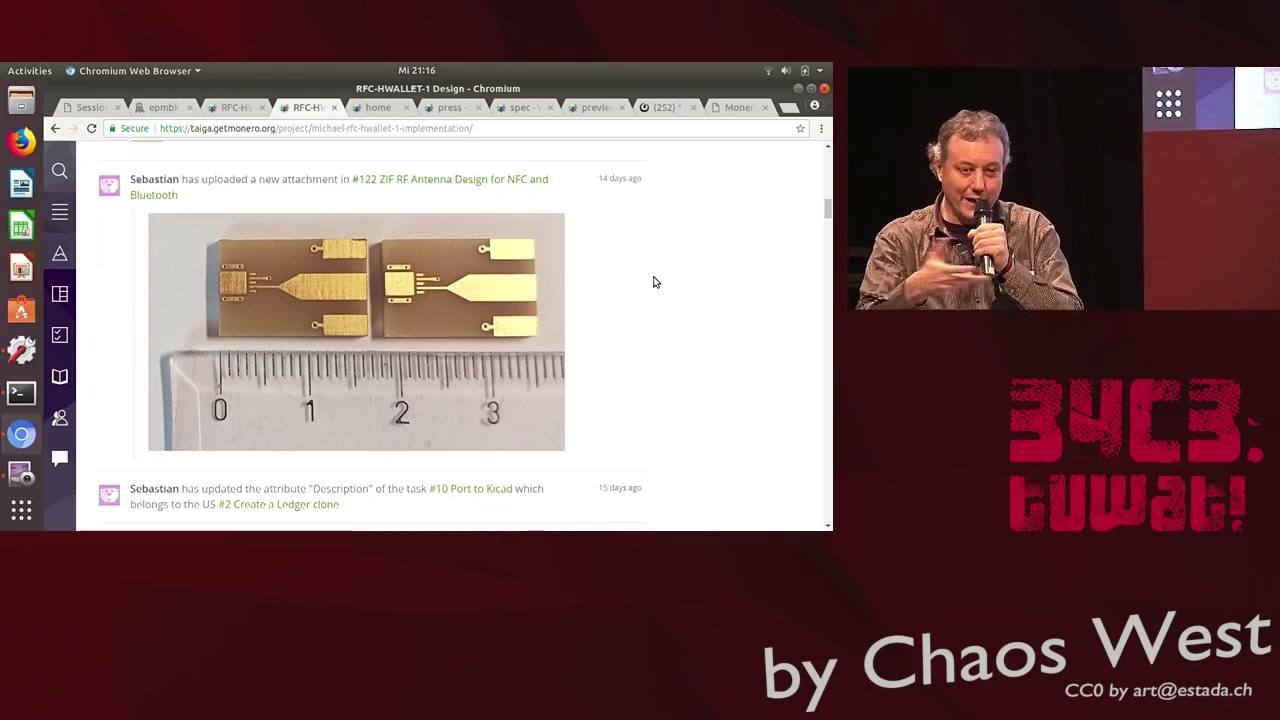 Activities
Chromium Web Browser
Mi 21:16
RFC-HWALLET-1 Design - Chromium
Sessi
epmbk
RFC-H
RFC-HW
home -
press -
spec -
previe
(252) *
Moner
Secure
https://taiga.getmonero.org/project/michael-rfc-hwallet-1-implementation/
Sebastian has uploaded a new attachment in #122 ZIF RF Antenna Design for NFC and
Bluetooth
14 days ago
0 1 2 3
Sebastian has updated the attribute "Description" of the task #10 Port to Kicad which
belongs to the US #2 Create a Ledger clone
15 days ago
34C3.
tuwat!
by Chaos West
CC0 by art@estada.ch